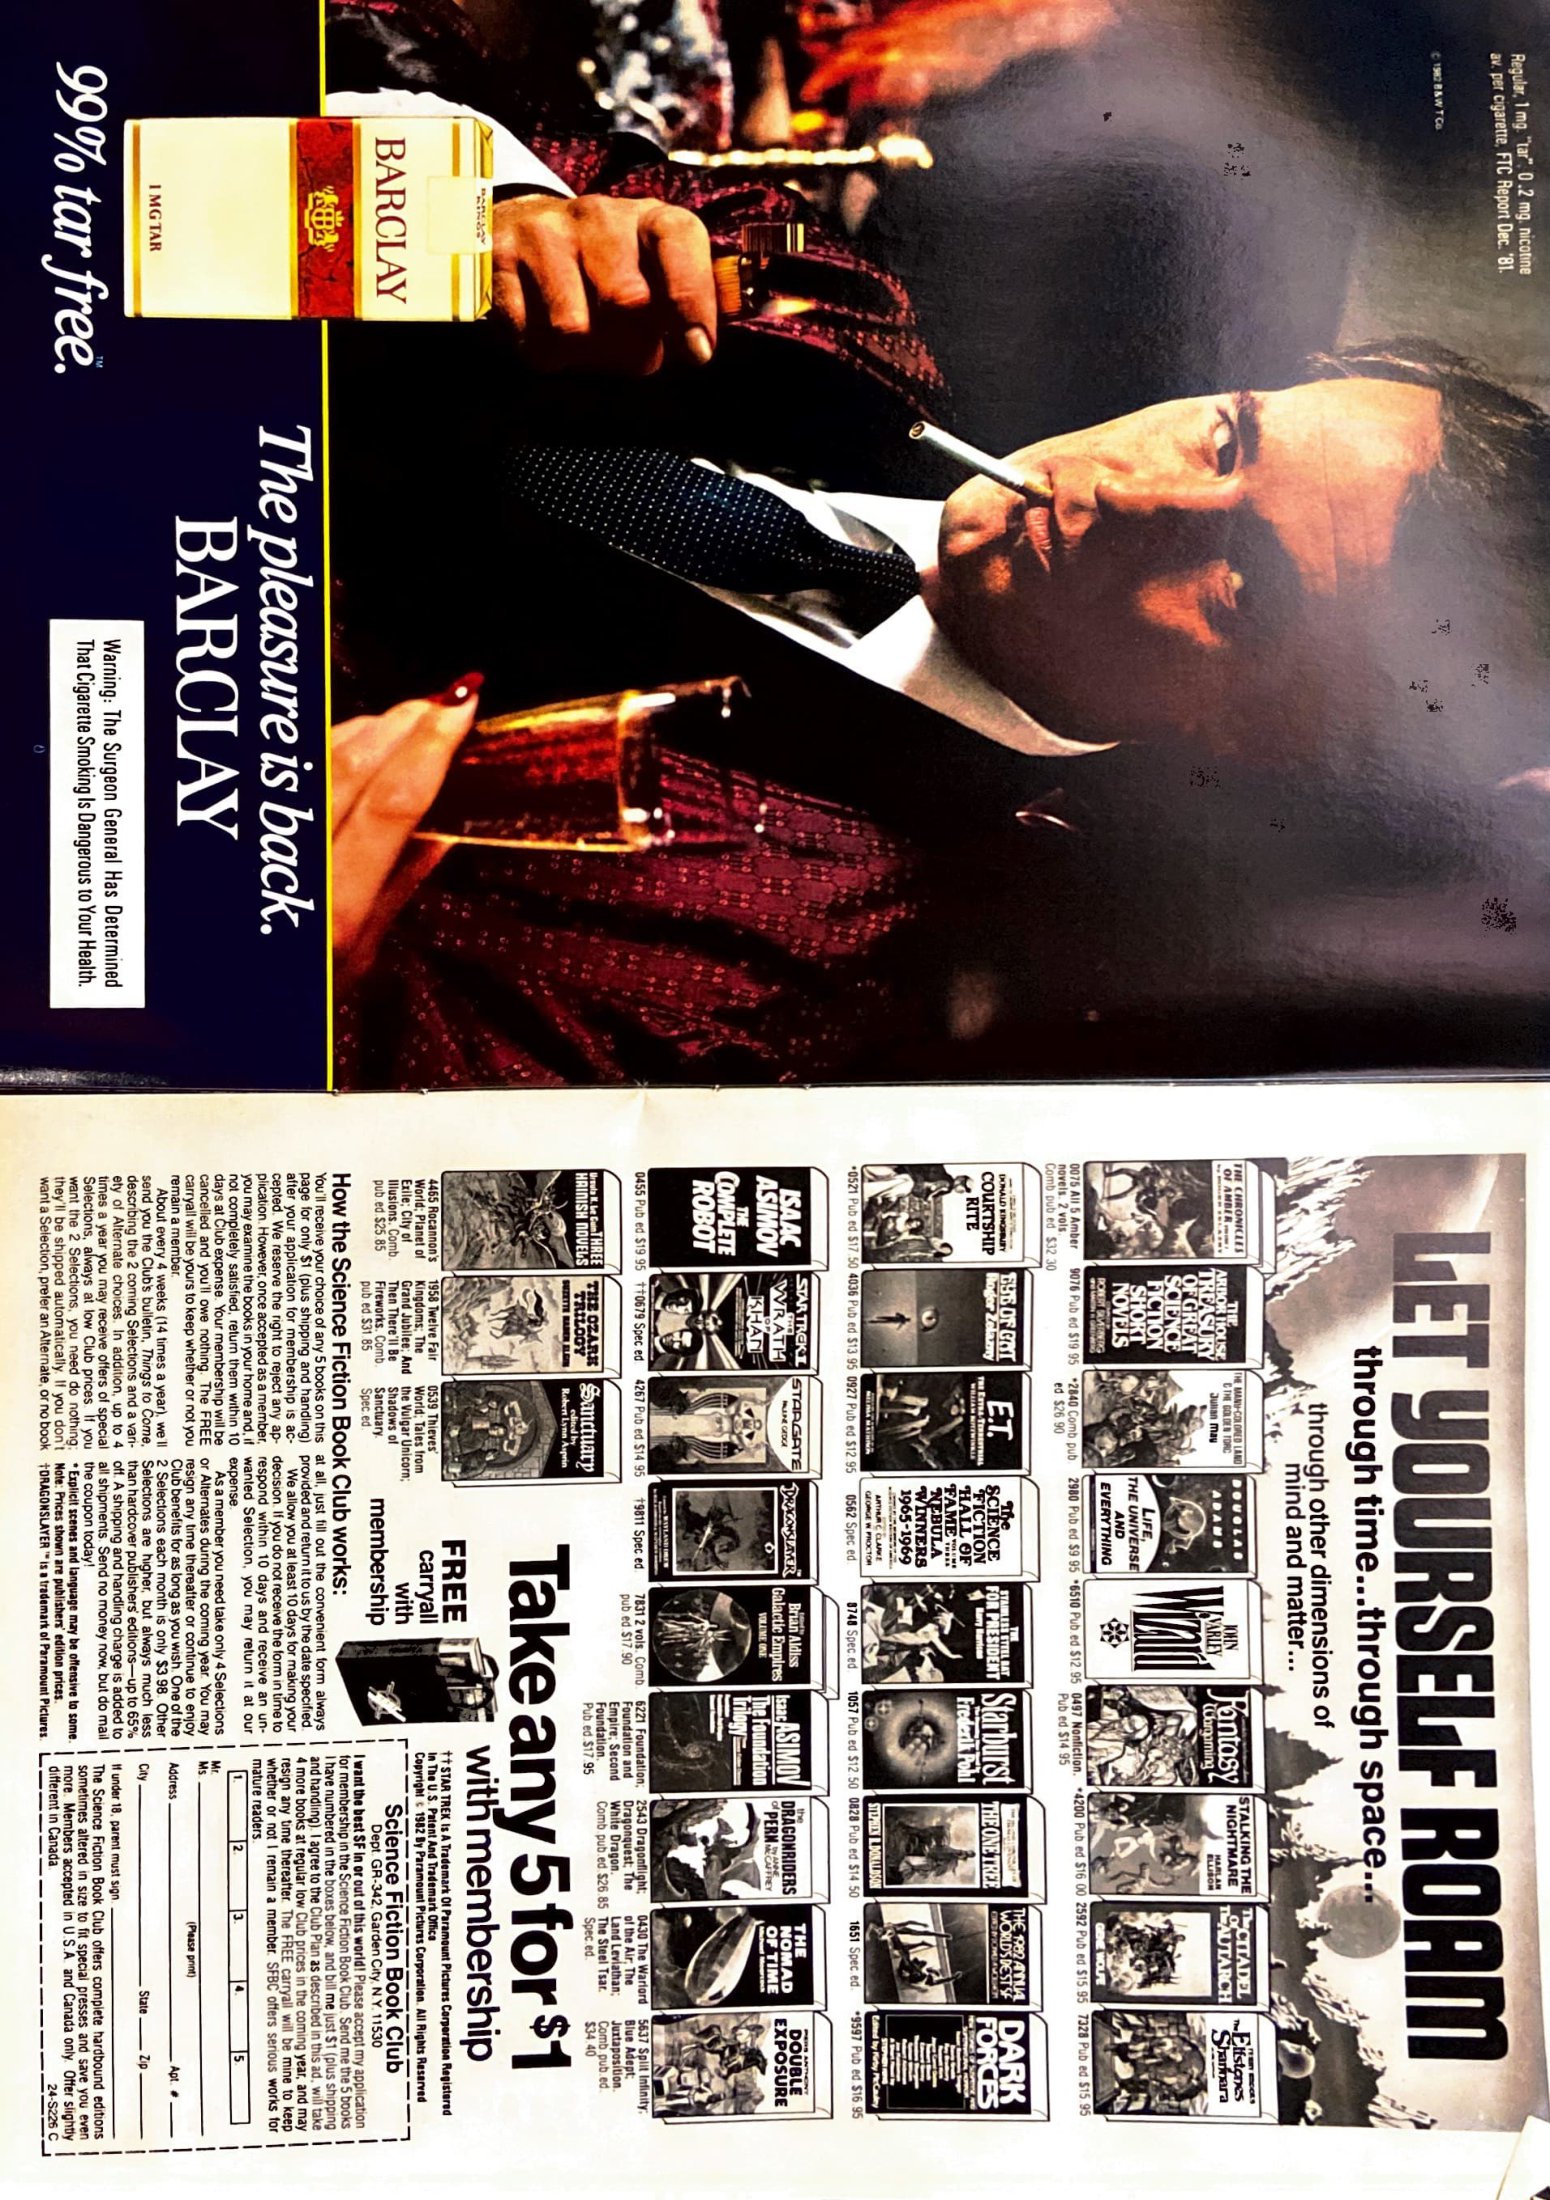 Regular, 1 mg. "tar", 0.2 mg. nicotine
av. per cigarette, FTC Report Dec. '81.
© 1982 B&W T Co.
BARCLAY
KINGS
BARCLAY
1 MG TAR
99% tar free.™
The pleasure is back.
BARCLAY
Warning: The Surgeon General Has Determined
That Cigarette Smoking Is Dangerous to Your Health.
LET YOURSELF ROAM
through time...through space...
through other dimensions of
mind and matter...
THE CHRONICLES
OF AMBER
0075 All 5 Amber
novels. 2 vols.
Comb pub ed $32.30
THE
ARBOR HOUSE
TREASURY
OF GREAT
SCIENCE
FICTION
SHORT
NOVELS
ROBERT SILVERBERG
9076 Pub ed $19.95
THE MANY-COLORED LAND
& THE GOLDEN TORC
Julian May
*2840 Comb pub
ed $26.90
DOUGLAS
ADAMS
LIFE,
THE UNIVERSE
AND
EVERYTHING
2980 Pub ed $9.95
JOHN
VARLEY
Wizard
*6510 Pub ed $12.95
Fantasy
Wargaming
0497 Nonfiction.
Pub ed $14.95
STALKING THE
NIGHTMARE
HARLAN
ELLISON
*4200 Pub ed $16.00
The CITADEL
of The AUTARCH
GENE WOLFE
2592 Pub ed $15.95
TERRY BROOKS
The Elfstones
of Shannara
7328 Pub ed $15.95
DONALD KINGSBURY
COURTSHIP
RITE
*0521 Pub ed $17.50
EYE OF CAT
Roger Zelazny
4036 Pub ed $13.95
E.T.
THE EXTRA-TERRESTRIAL
WILLIAM KOTZWINKLE
MELISSA MATHISON
0927 Pub ed $12.95
The
SCIENCE
FICTION
HALL OF
FAME VOLUME THREE
NEBULA
WINNERS
1965-1969
ARTHUR C. CLARKE
GEORGE W. PROCTOR
0562 Spec ed.
THE
STAINLESS STEEL RAT
FOR PRESIDENT
Harry Harrison
8748 Spec ed.
Starburst
Frederik Pohl
1057 Pub ed $12.50
THE ONE TREE
STEPHEN R. DONALDSON
0828 Pub ed $14.50
THE 1982 ANNUAL
WORLD'S BEST SF
1651 Spec ed.
DARK
FORCES
NEW STORIES OF SUSPENSE AND
SUPERNATURAL HORROR
STEPHEN KING
Edited by Kirby McCauley
*9597 Pub ed $16.95
ISAAC
ASIMOV
THE
COMPLETE
ROBOT
0455 Pub ed $19.95
STAR TREK II
THE
WRATH
OF
KHAN
††0679 Spec ed
STARGATE
PAULINE GEDGE
4267 Pub ed $14.95
DRAGONSLAYER™
WAYLAND DREW
†9811 Spec ed.
Edited by
Brian Aldiss
Galactic Empires
VOLUME ONE
7831 2 vols. Comb.
pub ed $17.90
Isaac ASIMOV
The Foundation
Trilogy
6221 Foundation;
Foundation and
Empire; Second
Foundation.
Pub ed $17.95
the
DRAGONRIDERS
of PERN by ANNE
McCAFFREY
2543 Dragonflight;
Dragonquest; The
White Dragon.
Comb.pub.ed.$26.85
THE
NOMAD
OF TIME
Michael Moorcock
0430 The Warlord
of the Air; The
Land Leviathan;
The Steel Tsar.
Spec.ed.
PIERS ANTHONY
DOUBLE
EXPOSURE
5637 Split Infinity;
Blue Adept;
Juxtaposition.
Comb.pub.ed.
$34.40
Ursula K. Le Guin THREE
HAINISH NOVELS
4465 Rocannon's
World; Planet of
Exile; City of
Illusions. Comb.
pub ed $25.85
THE OZARK
TRILOGY
SUZETTE HADEN ELGIN
1958 Twelve Fair
Kingdoms; The
Grand Jubilee; And
Then There'll Be
Fireworks. Comb.
pub ed $31.85
Sanctuary
edited by
Robert Lynn Asprin
0539 Thieves'
World; Tales from
the Vulgar Unicorn;
Shadows of
Sanctuary.
Spec ed.
Take any 5 for $1
with membership
FREE
carryall
with
membership
†† STAR TREK Is A Trademark Of Paramount Pictures Corporation Registered
In The U.S. Patent And Trademark Office
Copyright © 1982 By Paramount Pictures Corporation. All Rights Reserved
How the Science Fiction Book Club works:
You'll receive your choice of any 5 books on this
page for only $1 (plus shipping and handling)
after your application for membership is ac-
cepted. We reserve the right to reject any ap-
plication. However, once accepted as a member,
you may examine the books in your home and, if
not completely satisfied, return them within 10
days at Club expense. Your membership will be
cancelled and you'll owe nothing. The FREE
carryall will be yours to keep whether or not you
remain a member.
About every 4 weeks (14 times a year), we'll
send you the Club's bulletin, Things to Come,
describing the 2 coming Selections and a vari-
ety of Alternate choices. In addition, up to 4
times a year you may receive offers of special
Selections, always at low Club prices. If you
want the 2 Selections, you need do nothing;
they'll be shipped automatically. If you don't
want a Selection, prefer an Alternate, or no book
at all, just fill out the convenient form always
provided and return it to us by the date specified.
We allow you at least 10 days for making your
decision. If you do not receive the form in time to
respond within 10 days and receive an un-
wanted Selection, you may return it at our
expense.
As a member you need take only 4 Selections
or Alternates during the coming year. You may
resign any time thereafter or continue to enjoy
Club benefits for as long as you wish. One of the
2 Selections each month is only $3.98. Other
Selections are higher, but always much less
than hardcover publishers' editions—up to 65%
off. A shipping and handling charge is added to
all shipments. Send no money now, but do mail
the coupon today!
* Explicit scenes and language may be offensive to some.
Note: Prices shown are publishers' edition prices.
†DRAGONSLAYER™ is a trademark of Paramount Pictures.
Science Fiction Book Club
Dept. GR-342, Garden City, N.Y. 11530
I want the best SF in or out of this world! Please accept my application
for membership in the Science Fiction Book Club. Send me the 5 books
I have numbered in the boxes below, and bill me just $1 (plus shipping
and handling). I agree to the Club Plan as described in this ad, will take
4 more books at regular low Club prices in the coming year, and may
resign any time thereafter. The FREE carryall will be mine to keep
whether or not I remain a member. SFBC offers serious works for
mature readers.
1. 2. 3. 4. 5.
Mr.
Ms.
(Please print)
Address Apt. #
City State Zip
If under 18, parent must sign.
The Science Fiction Book Club offers complete hardbound editions
sometimes altered in size to fit special presses and save you even
more. Members accepted in U.S.A. and Canada only. Offer slightly
different in Canada. 24-S226 C